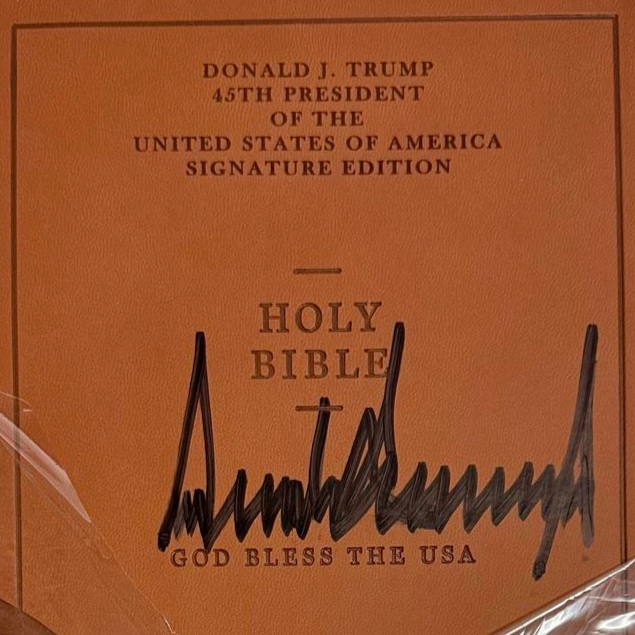 DONALD J. TRUMP
45TH PRESIDENT
OF THE
UNITED STATES OF AMERICA
SIGNATURE EDITION
HOLY
BIBLE
GOD BLESS THE USA